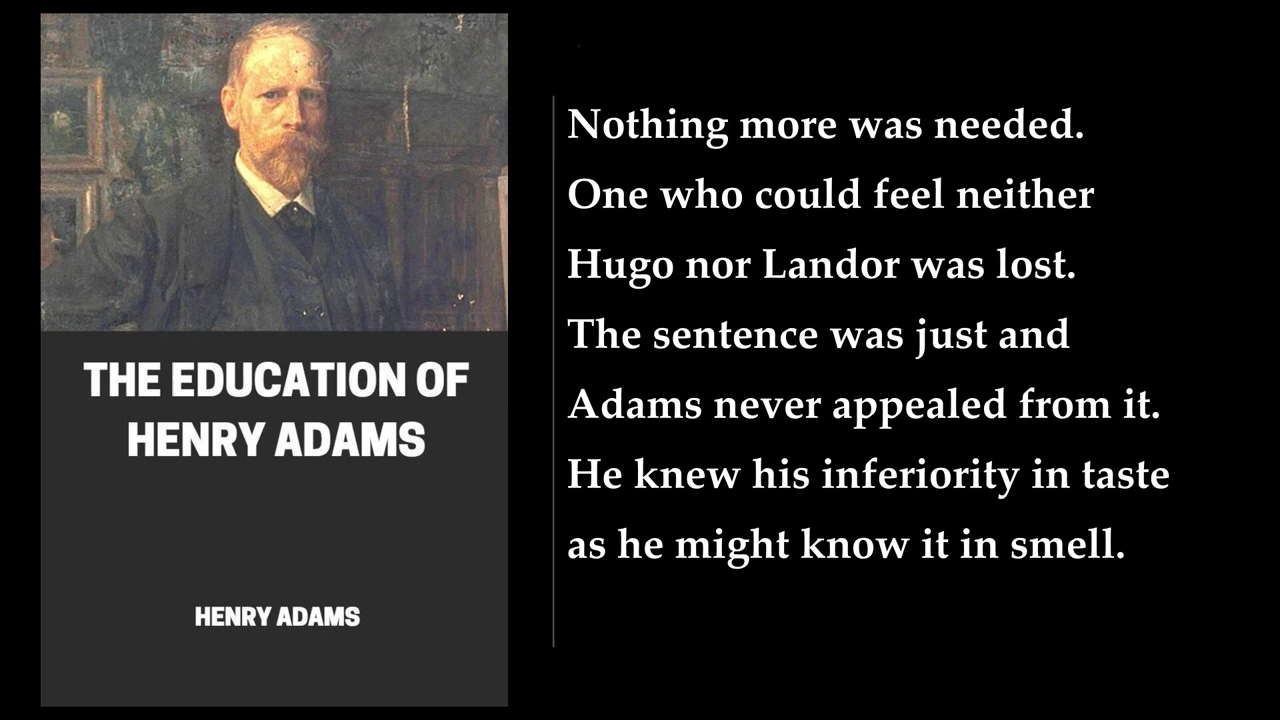 THE EDUCATION OF
HENRY ADAMS
HENRY ADAMS
Nothing more was needed.
One who could feel neither
Hugo nor Landor was lost.
The sentence was just and
Adams never appealed from it.
He knew his inferiority in taste
as he might know it in smell.